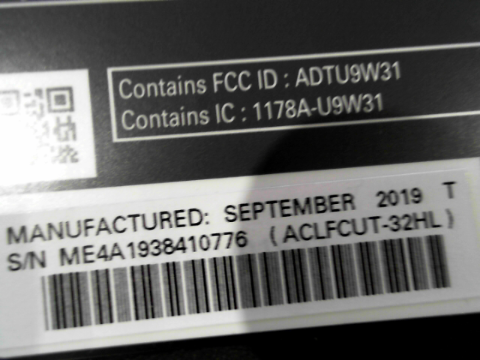 Contains FCC ID : ADTU9W31
Contains IC : 1178A-U9W31
MANUFACTURED: SEPTEMBER 2019 T
S/N ME4A1938410776 (ACLFCUT-32HL)